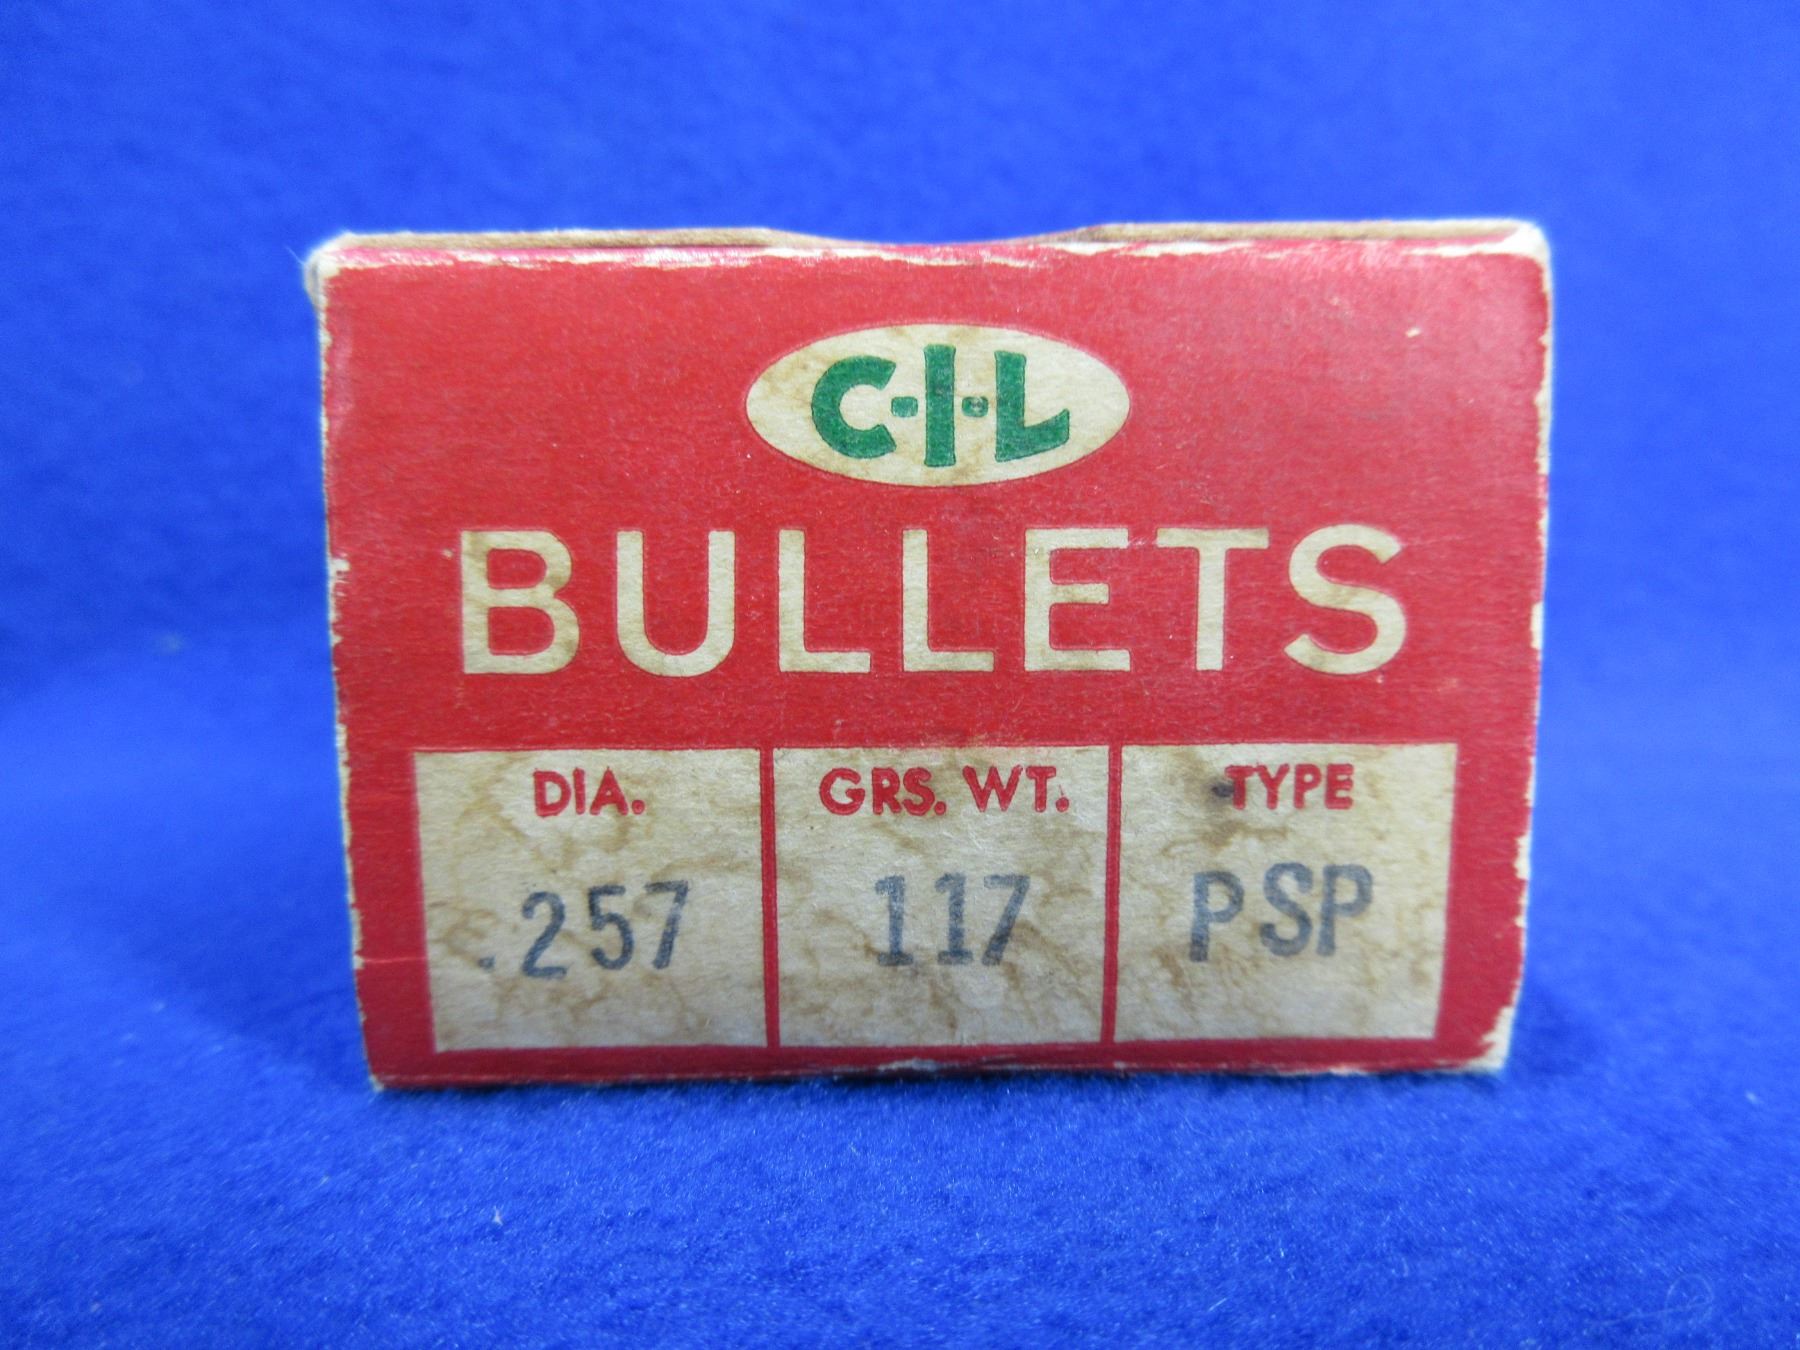 C-I-L
BULLETS
DIA. GRS. WT. TYPE
.257 117 PSP